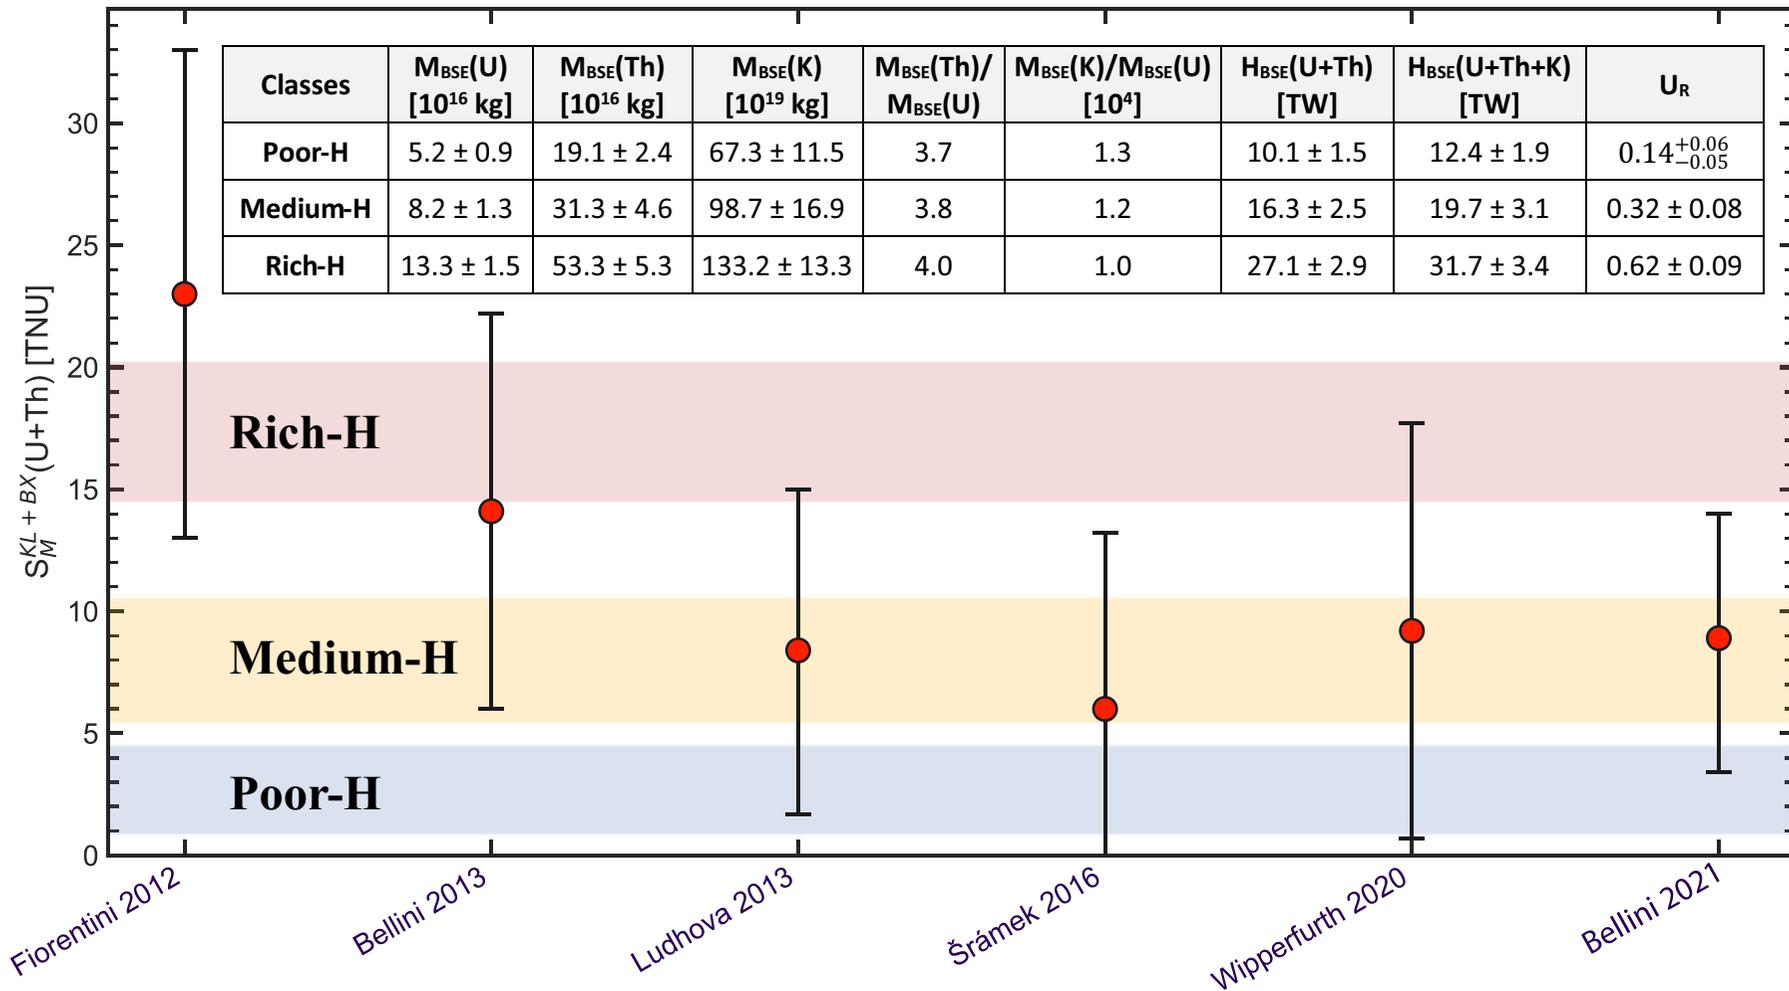 Classes M_BSE(U) [10^16 kg] M_BSE(Th) [10^16 kg] M_BSE(K) [10^19 kg] M_BSE(Th)/ M_BSE(U) M_BSE(K)/M_BSE(U) [10^4] H_BSE(U+Th) [TW] H_BSE(U+Th+K) [TW] U_R
Poor-H 5.2 ± 0.9 19.1 ± 2.4 67.3 ± 11.5 3.7 1.3 10.1 ± 1.5 12.4 ± 1.9 0.14^{+0.06}_{−0.05}
Medium-H 8.2 ± 1.3 31.3 ± 4.6 98.7 ± 16.9 3.8 1.2 16.3 ± 2.5 19.7 ± 3.1 0.32 ± 0.08
Rich-H 13.3 ± 1.5 53.3 ± 5.3 133.2 ± 13.3 4.0 1.0 27.1 ± 2.9 31.7 ± 3.4 0.62 ± 0.09
S_M^{KL + BX}(U+Th) [TNU]
30
25
20
15
10
5
0
Rich-H
Medium-H
Poor-H
Fiorentini 2012
Bellini 2013
Ludhova 2013
Šrámek 2016
Wipperfurth 2020
Bellini 2021